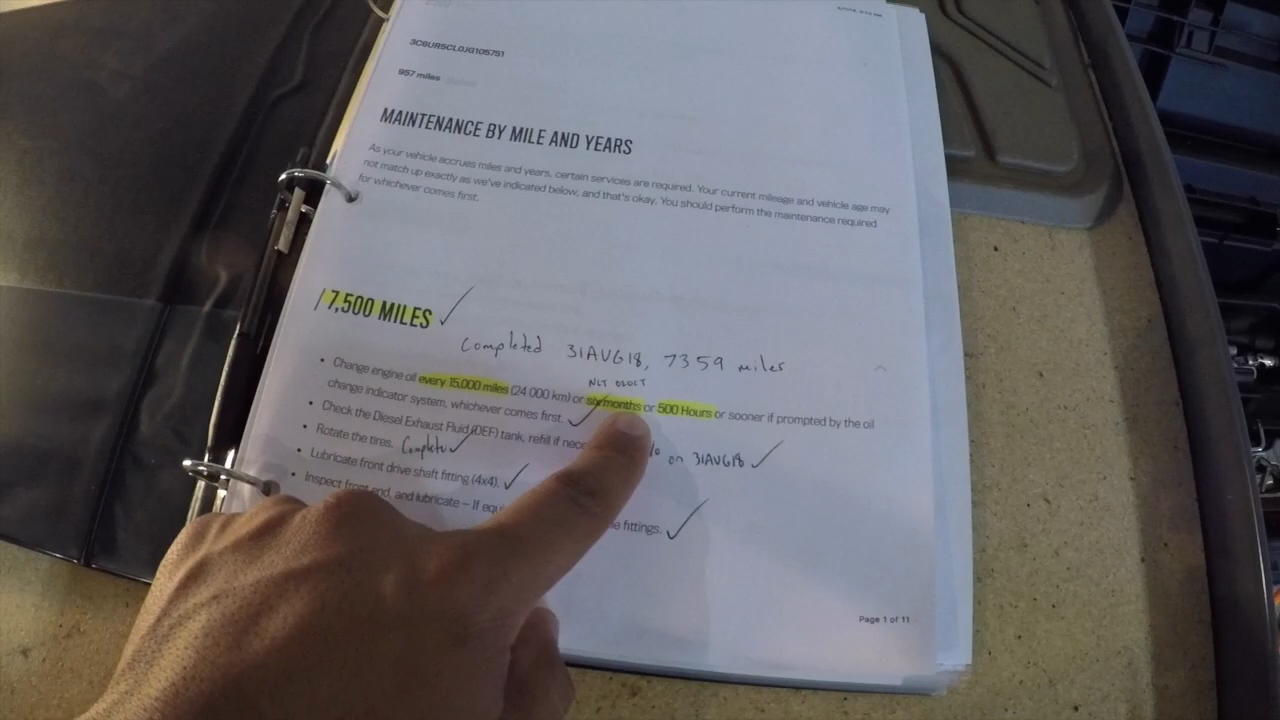 957 miles
MAINTENANCE BY MILE AND YEARS
As your vehicle accrues miles and years, certain services are required. Your current mileage and vehicle age may
not match up exactly as we've indicated below, and that's okay. You should perform the maintenance required
for whichever comes first.
7,500 MILES
Completed 31AUG18, 7359 miles
• Change engine oil every 15,000 miles (24 000 km) or six months or 500 Hours or sooner if prompted by the oil
change indicator system, whichever comes first.
• Check the Diesel Exhaust Fluid (DEF) tank, refill if
on 31AUG18
• Rotate the tires. Complete
• Lubricate front drive shaft fitting (4x4).
• Inspect front end, and lubricate – If fittings.
Page 1 of 11